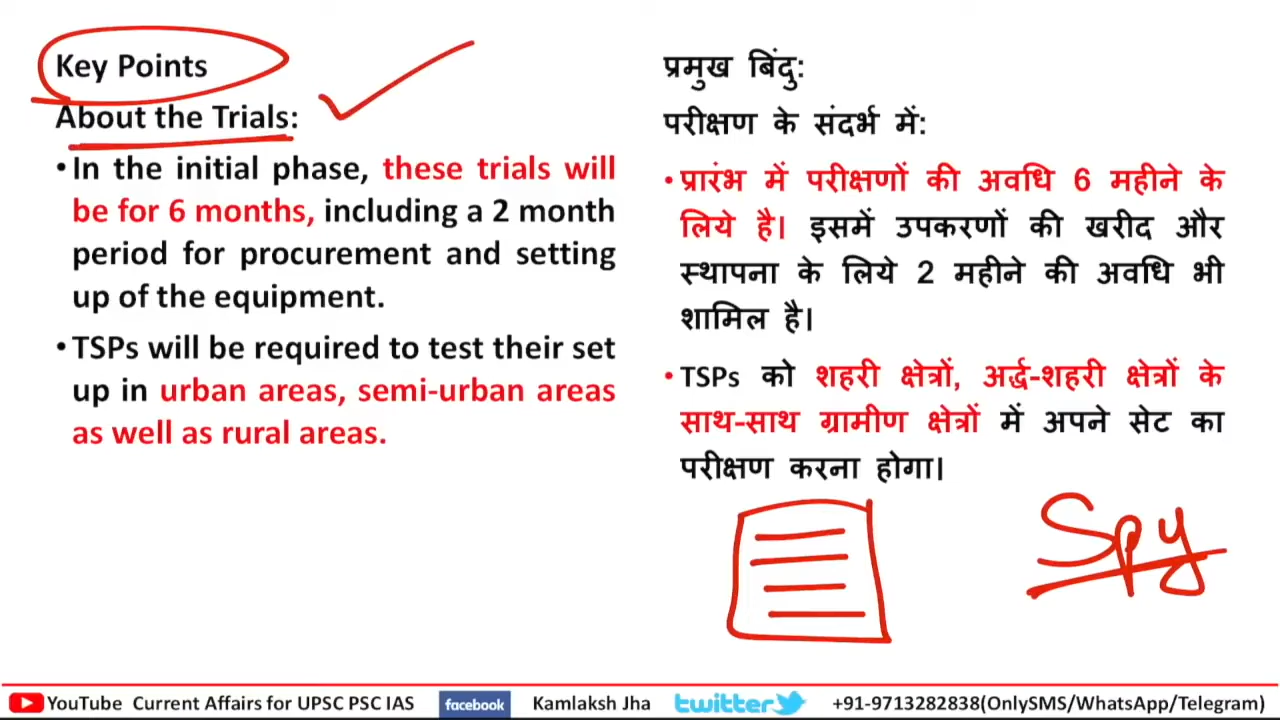 Key Points
About the Trials:
• In the initial phase, these trials will
be for 6 months, including a 2 month
period for procurement and setting
up of the equipment.
• TSPs will be required to test their set
up in urban areas, semi-urban areas
as well as rural areas.
प्रमुख बिंदु:
परीक्षण के संदर्भ में:
• प्रारंभ में परीक्षणों की अवधि 6 महीने के
लिये है। इसमें उपकरणों की खरीद और
स्थापना के लिये 2 महीने की अवधि भी
शामिल है।
• TSPs को शहरी क्षेत्रों, अर्द्ध-शहरी क्षेत्रों के
साथ-साथ ग्रामीण क्षेत्रों में अपने सेट का
परीक्षण करना होगा।
Spy
YouTube Current Affairs for UPSC PSC IAS facebook Kamlaksh Jha twitter +91-9713282838(OnlySMS/WhatsApp/Telegram)